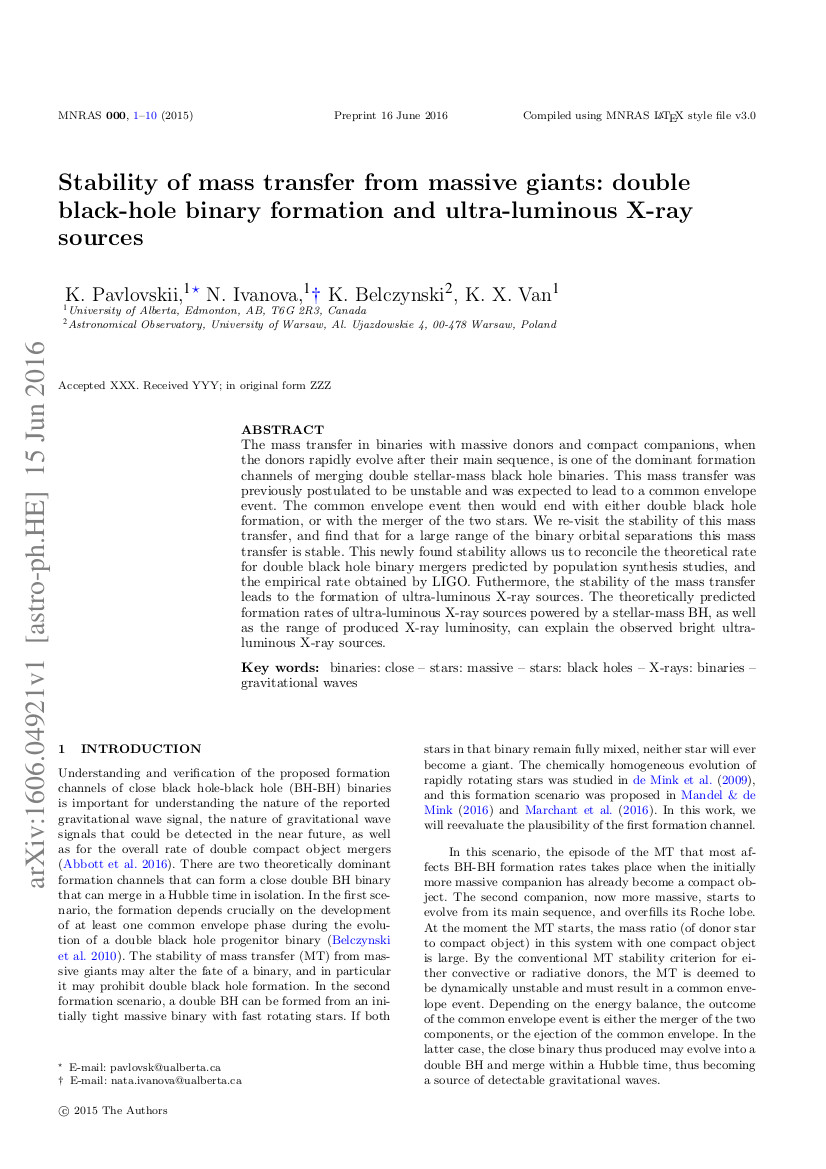 MNRAS 000, 1–10 (2015)
Preprint 16 June 2016
Compiled using MNRAS LATEX style file v3.0
Stability of mass transfer from massive giants: double
black-hole binary formation and ultra-luminous X-ray
sources
K. Pavlovskii,1⋆ N. Ivanova,1† K. Belczynski2, K. X. Van1
1University of Alberta, Edmonton, AB, T6G 2R3, Canada
2Astronomical Observatory, University of Warsaw, Al. Ujazdowskie 4, 00-478 Warsaw, Poland
Accepted XXX. Received YYY; in original form ZZZ
ABSTRACT
The mass transfer in binaries with massive donors and compact companions, when
the donors rapidly evolve after their main sequence, is one of the dominant formation
channels of merging double stellar-mass black hole binaries. This mass transfer was
previously postulated to be unstable and was expected to lead to a common envelope
event. The common envelope event then would end with either double black hole
formation, or with the merger of the two stars. We re-visit the stability of this mass
transfer, and find that for a large range of the binary orbital separations this mass
transfer is stable. This newly found stability allows us to reconcile the theoretical rate
for double black hole binary mergers predicted by population synthesis studies, and
the empirical rate obtained by LIGO. Futhermore, the stability of the mass transfer
leads to the formation of ultra-luminous X-ray sources. The theoretically predicted
formation rates of ultra-luminous X-ray sources powered by a stellar-mass BH, as well
as the range of produced X-ray luminosity, can explain the observed bright ultra-
luminous X-ray sources.
Key words: binaries: close – stars: massive – stars: black holes – X-rays: binaries –
gravitational waves
arXiv:1606.04921v1 [astro-ph.HE] 15 Jun 2016
1 INTRODUCTION
Understanding and verification of the proposed formation
channels of close black hole-black hole (BH-BH) binaries
is important for understanding the nature of the reported
gravitational wave signal, the nature of gravitational wave
signals that could be detected in the near future, as well
as for the overall rate of double compact object mergers
(Abbott et al. 2016). There are two theoretically dominant
formation channels that can form a close double BH binary
that can merge in a Hubble time in isolation. In the first sce-
nario, the formation depends crucially on the development
of at least one common envelope phase during the evolu-
tion of a double black hole progenitor binary (Belczynski
et al. 2010). The stability of mass transfer (MT) from mas-
sive giants may alter the fate of a binary, and in particular
it may prohibit double black hole formation. In the second
formation scenario, a double BH can be formed from an ini-
tially tight massive binary with fast rotating stars. If both
⋆ E-mail: pavlovsk@ualberta.ca
† E-mail: nata.ivanova@ualberta.ca
© 2015 The Authors
stars in that binary remain fully mixed, neither star will ever
become a giant. The chemically homogeneous evolution of
rapidly rotating stars was studied in de Mink et al. (2009),
and this formation scenario was proposed in Mandel & de
Mink (2016) and Marchant et al. (2016). In this work, we
will reevaluate the plausibility of the first formation channel.
In this scenario, the episode of the MT that most af-
fects BH-BH formation rates takes place when the initially
more massive companion has already become a compact ob-
ject. The second companion, now more massive, starts to
evolve from its main sequence, and overfills its Roche lobe.
At the moment the MT starts, the mass ratio (of donor star
to compact object) in this system with one compact object
is large. By the conventional MT stability criterion for ei-
ther convective or radiative donors, the MT is deemed to
be dynamically unstable and must result in a common enve-
lope event. Depending on the energy balance, the outcome
of the common envelope event is either the merger of the two
components, or the ejection of the common envelope. In the
latter case, the close binary thus produced may evolve into a
double BH and merge within a Hubble time, thus becoming
a source of detectable gravitational waves.